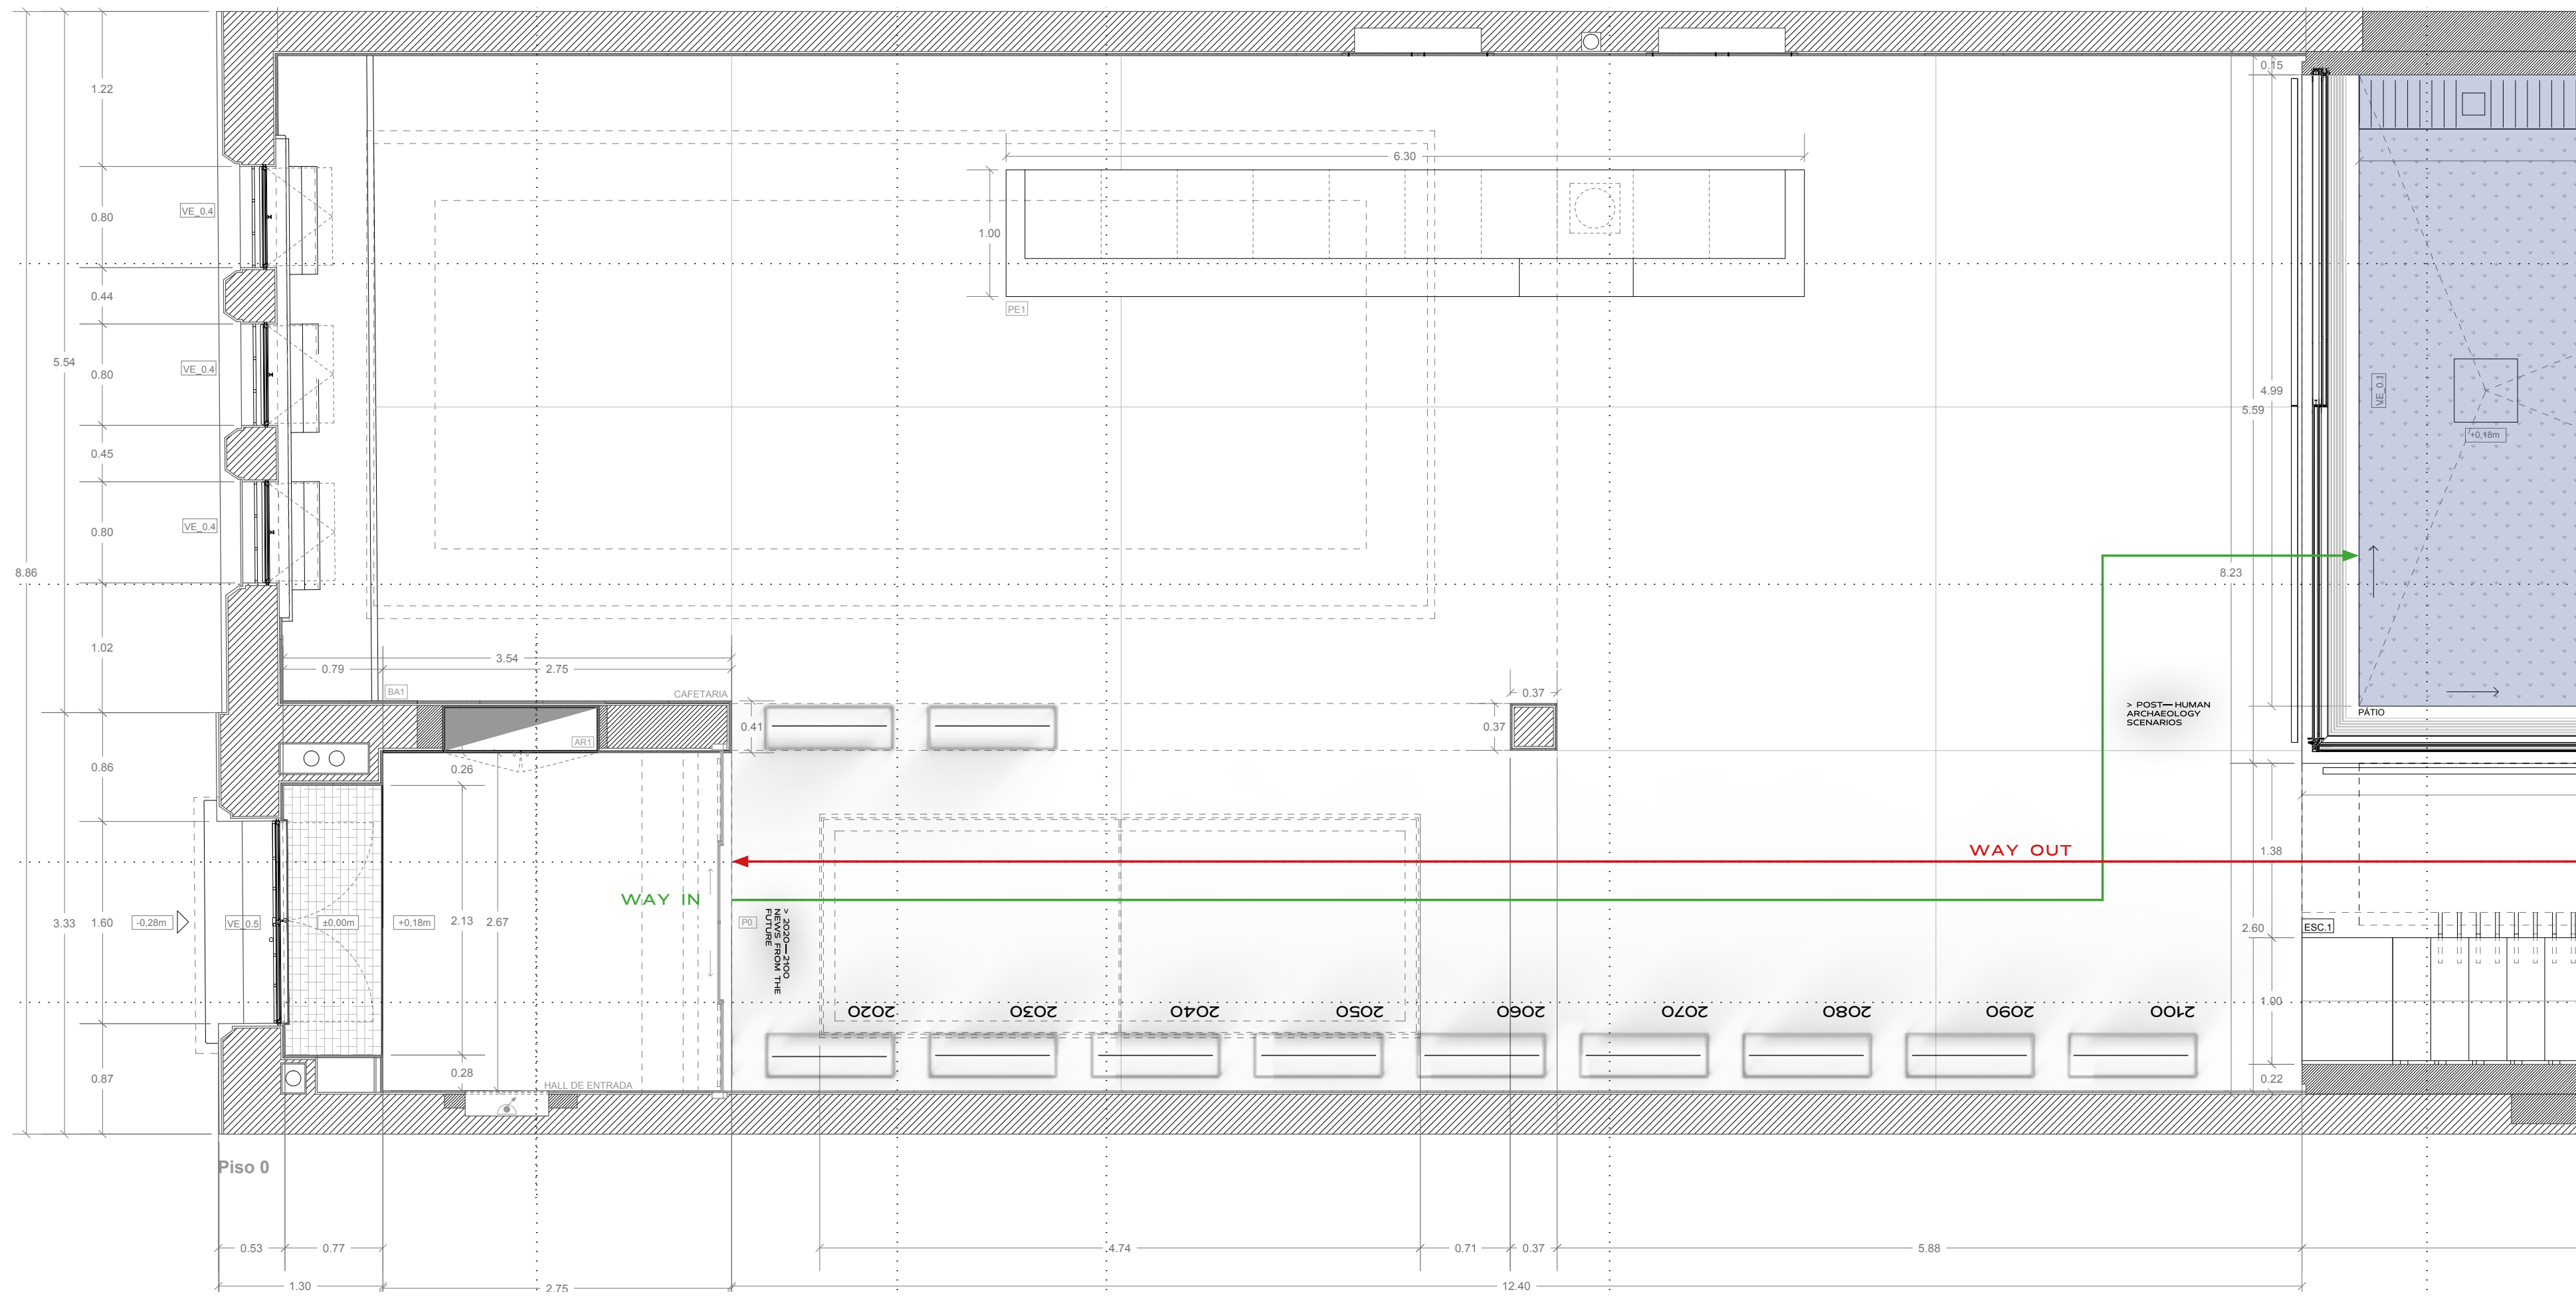 0.15
1.22
6.30
0.80
VE_0.4
1.00
0.44
PE1
5.54
0.80
VE_0.4
VE_0.1
4.99
5.59
+0,18m
0.45
0.80
VE_0.4
8.86
8.23
1.02
3.54
0.79
2.75
BA1
CAFETARIA
0.37
0.41
0.37
AR1
> POST—HUMAN
ARCHAEOLOGY
SCENARIOS
PÁTIO
0.86
0.26
WAY OUT
1.38
WAY IN
3.33
1.60
-0,28m
VE_0.5
±0,00m
+0,18m
2.13
2.67
P0
> 2020—2100
NEWS FROM THE
FUTURE
2.60
ESC.1
2020
2030
2040
2050
2060
2070
2080
2090
2100
1.00
0.87
0.28
0.22
HALL DE ENTRADA
Piso 0
0.53
0.77
4.74
0.71
0.37
5.88
1.30
2.75
12.40